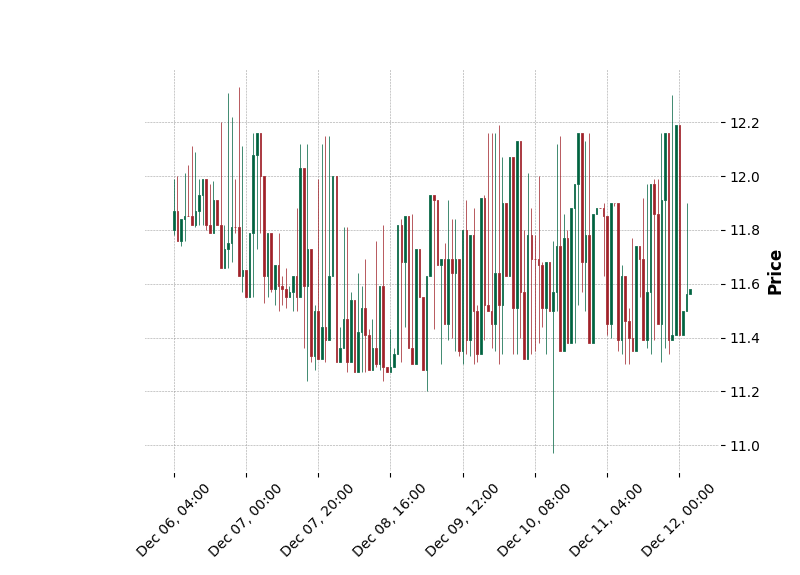 12.2
12.0
11.8
11.6
11.4
11.2
11.0
Price
Dec 06, 04:00
Dec 07, 00:00
Dec 07, 20:00
Dec 08, 16:00
Dec 09, 12:00
Dec 10, 08:00
Dec 11, 04:00
Dec 12, 00:00